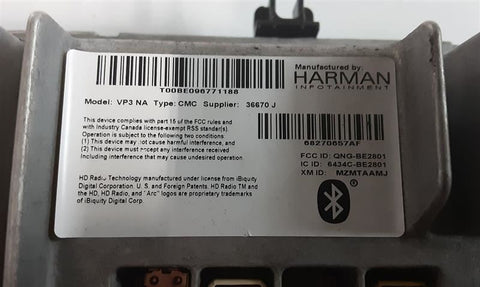 T00BE096771188
Manufactured by:
HARMAN
INFOTAINMENT
Model: VP3 NA Type: CMC Supplier: 36670 J
This device complies with part 15 of the FCC rules and
with Industry Canada license-exempt RSS standard(s).
Operation is subject to the following two conditions
(1) This device may not cause harmful interference, and
(2) This device must accept any interference received
Including interference that may cause undesired operation
68270657AF
FCC ID: QNG-BE2801
IC ID: 6434C-BE2801
XM ID: MZMTAAMJ
HD Radio Technology manufactured under license from iBiquity
Digital Corporation. U.S. and Foreign Patents. HD Radio TM and
the HD, HD Radio, and "Arc" logos are proprietary trademarks
of iBiquity Digital Corp.
®